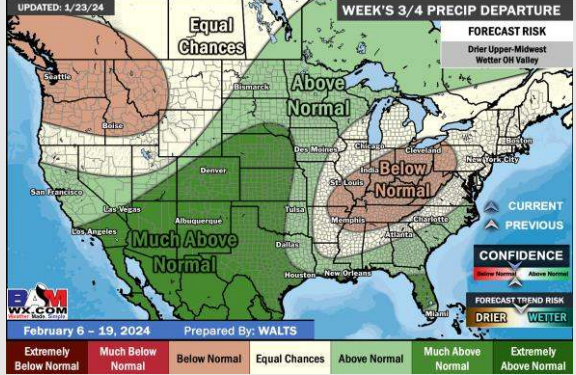 UPDATED: 1/23/24
WEEK'S 3/4 PRECIP DEPARTURE
FORECAST RISK
Drier Upper-Midwest
Wetter OH Valley
Equal
Chances
Seattle
Boise
Bismarck
Above
Normal
Des Moines
Chicago
Cleveland
Boston
New York City
India
Below
Normal
St. Louis
Denver
San Francisco
Las Vegas
Los Angeles
Albuquerque
Tulsa
Memphis
Charlotte
Atlanta
Much Above
Normal
Dallas
Houston
New Orleans
Miami
CURRENT
PREVIOUS
CONFIDENCE
Below Normal
Above Normal
FORECAST TREND RISK
DRIER
WETTER
BAM
WX.COM
Weather Made Simple
February 6 – 19, 2024
Prepared By: WALTS
Extremely
Below Normal
Much Below
Normal
Below Normal
Equal Chances
Above Normal
Much Above
Normal
Extremely
Above Normal